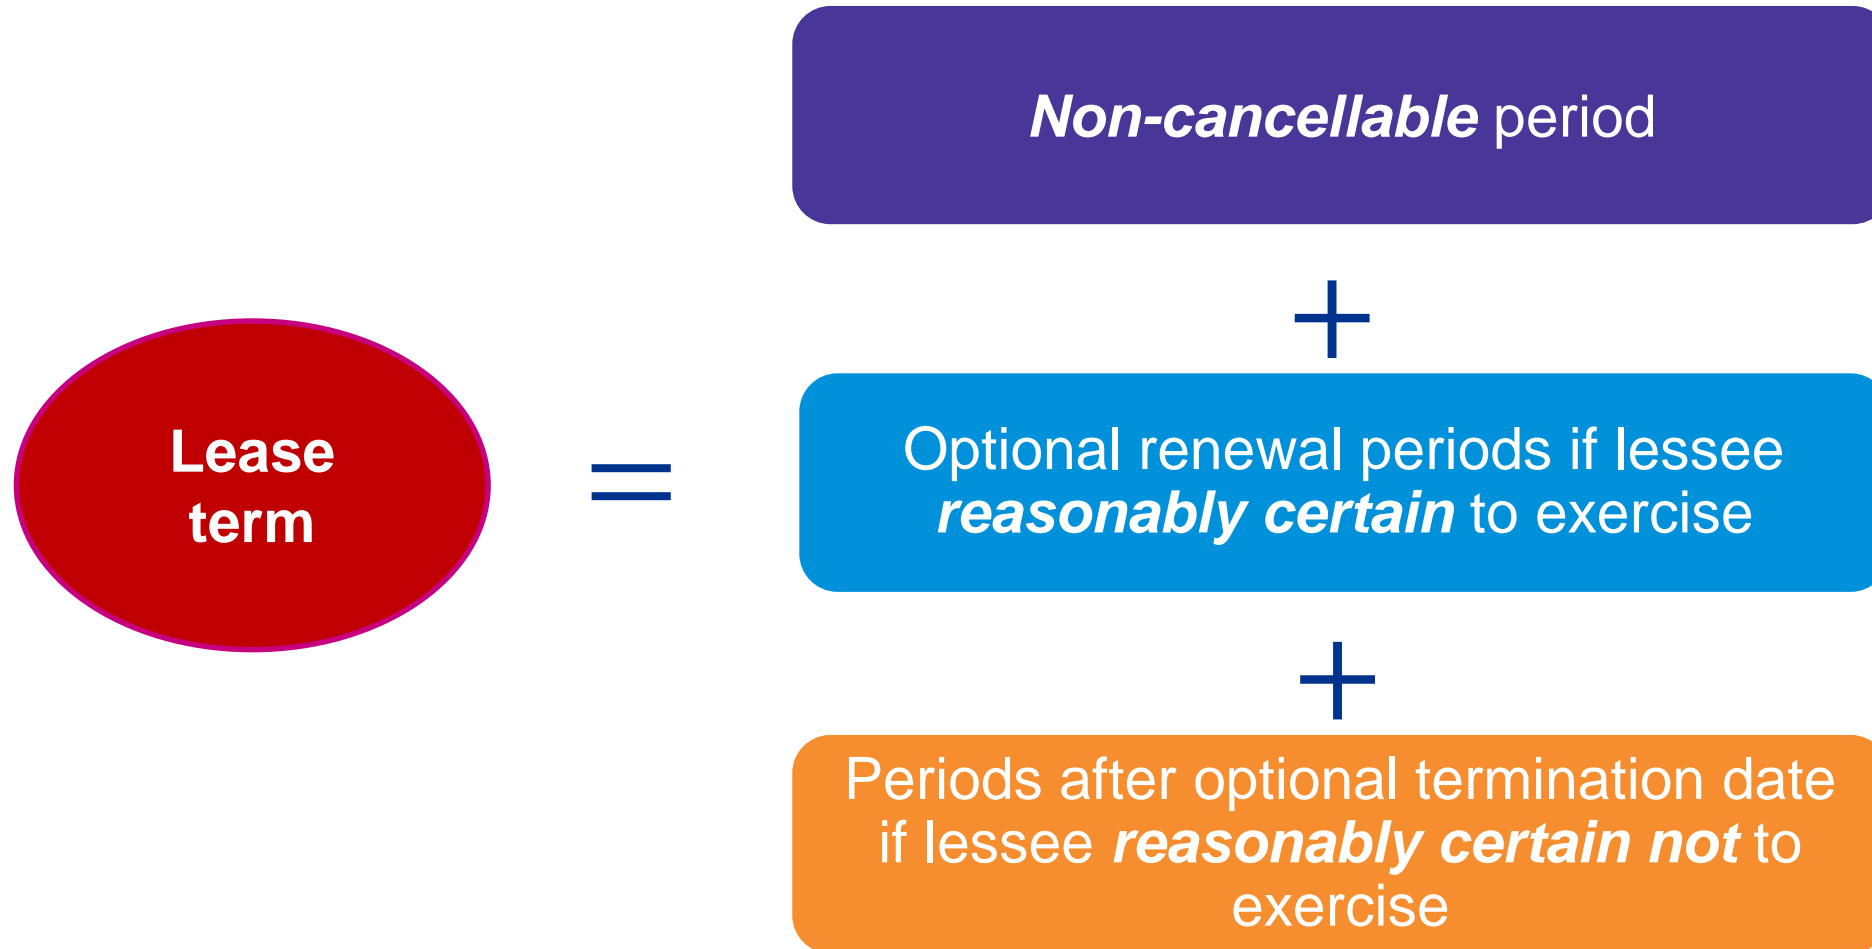 Non-cancellable period
+
Lease
term
=
Optional renewal periods if lessee
reasonably certain to exercise
+
Periods after optional termination date
if lessee reasonably certain not to
exercise